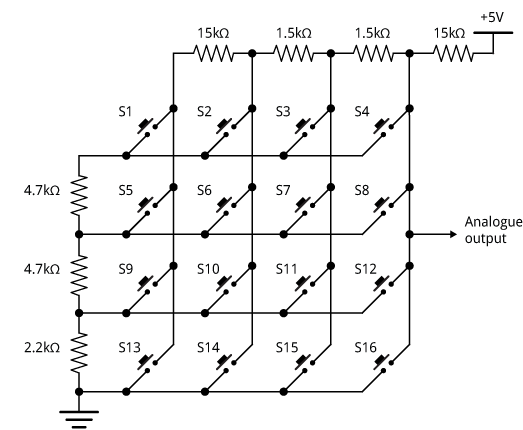 +5V
15kΩ 1.5kΩ 1.5kΩ 15kΩ
S1 S2 S3 S4
4.7kΩ S5 S6 S7 S8
Analogue
output
4.7kΩ S9 S10 S11 S12
2.2kΩ S13 S14 S15 S16